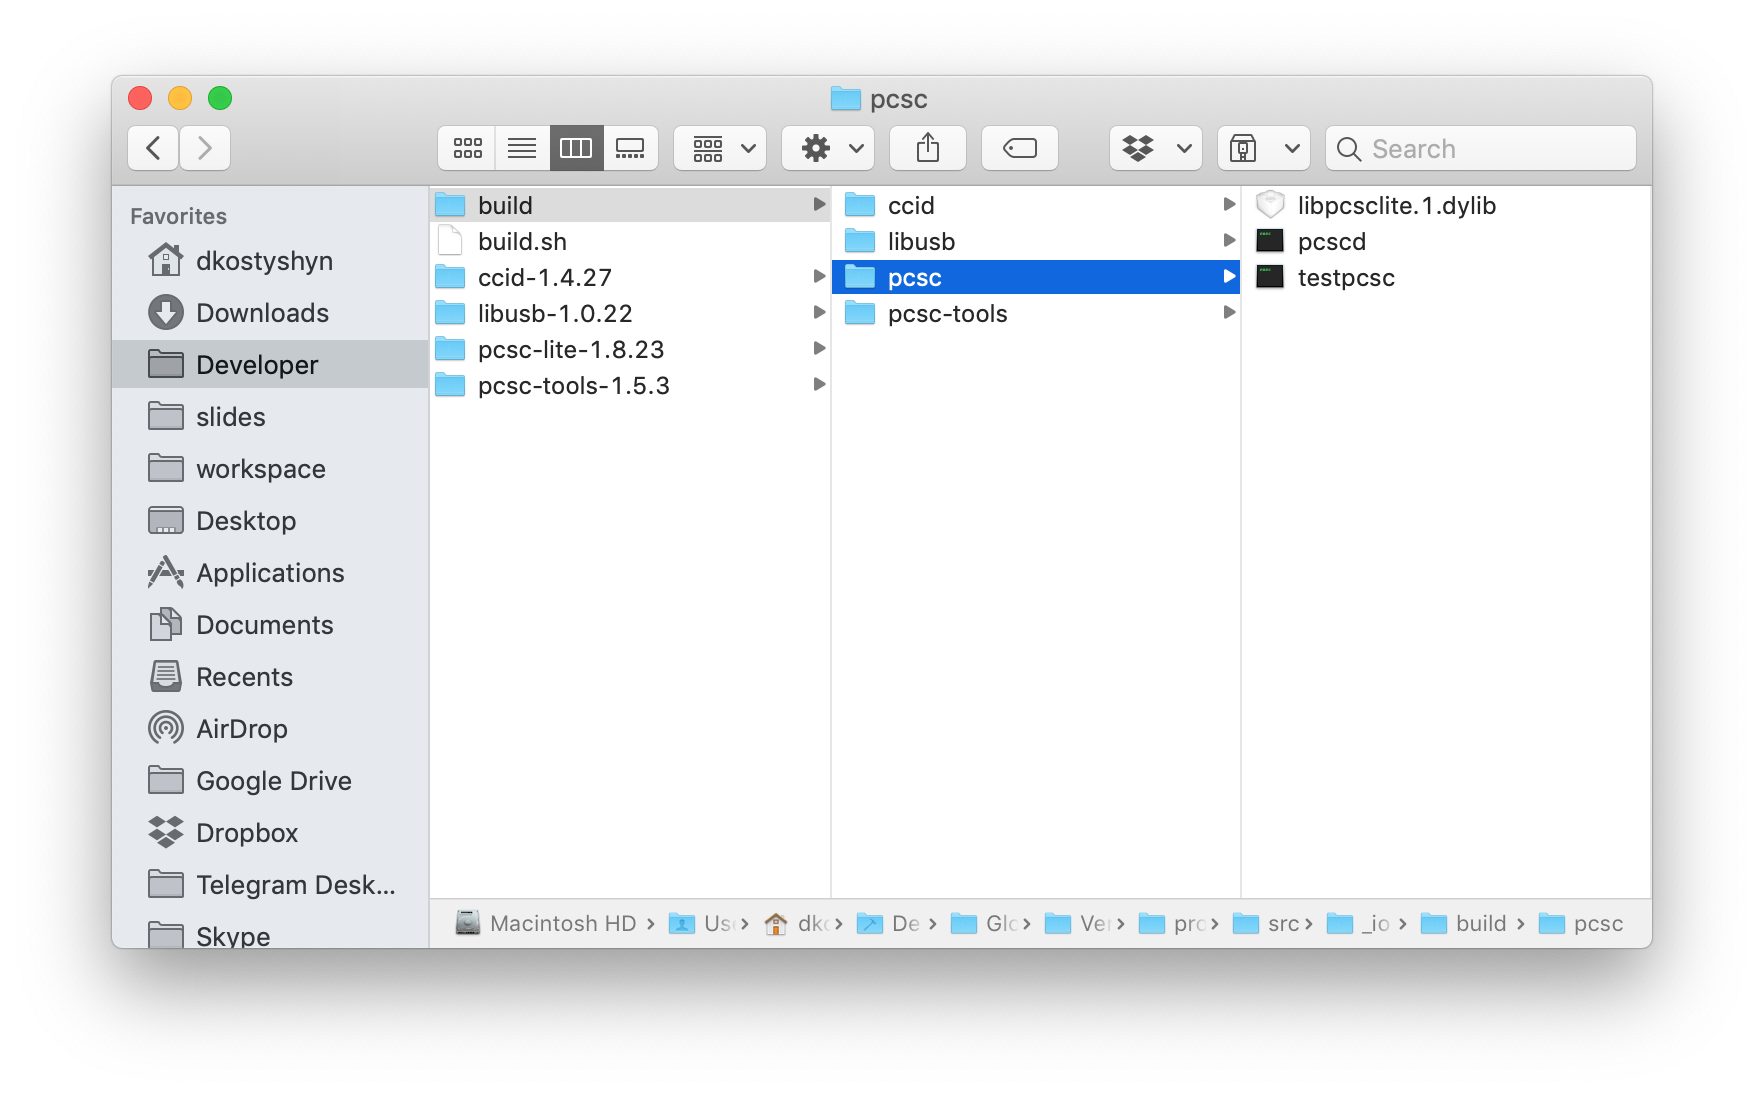 pcsc
Search
Favorites
dkostyshyn
Downloads
Developer
slides
workspace
Desktop
Applications
Documents
Recents
AirDrop
Google Drive
Dropbox
Telegram Desk...
Skype
build
build.sh
ccid-1.4.27
libusb-1.0.22
pcsc-lite-1.8.23
pcsc-tools-1.5.3
ccid
libusb
pcsc
pcsc-tools
libpcsclite.1.dylib
pcscd
testpcsc
Macintosh HD › Us › dk › De › Gl › Ve › pr › src › _io › build › pcsc